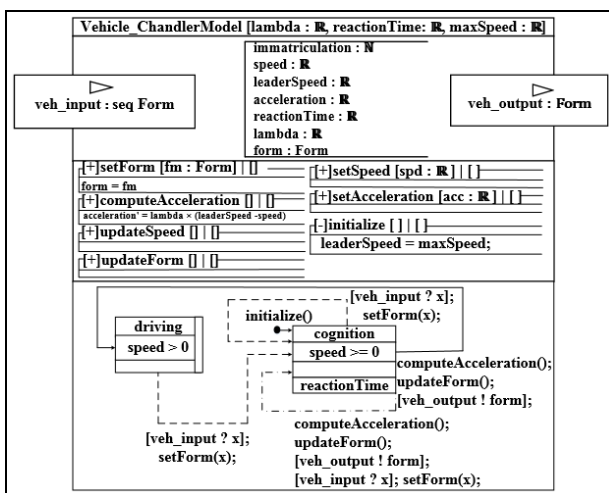 Vehicle_ChandlerModel [lambda : ℝ, reactionTime: ℝ, maxSpeed : ℝ]
immatriculation : ℕ
speed : ℝ
leaderSpeed : ℝ
acceleration : ℝ
reactionTime : ℝ
lambda : ℝ
form : Form
veh_input : seq Form
veh_output : Form
[+]setForm [fm : Form] | []
form = fm
[+]computeAcceleration [] | []
acceleration' = lambda × (leaderSpeed -speed)
[+]updateSpeed [] | []
[+]updateForm [] | []
[+]setSpeed [spd : ℝ] | [ ]
[+]setAcceleration [acc : ℝ] | [ ]
[-]initialize [ ] | [ ]
leaderSpeed = maxSpeed;
driving
speed > 0
initialize()
cognition
speed >= 0
reactionTime
[veh_input ? x];
setForm(x);
computeAcceleration();
updateForm();
[veh_output ! form];
[veh_input ? x];
setForm(x);
computeAcceleration();
updateForm();
[veh_output ! form];
[veh_input ? x]; setForm(x);